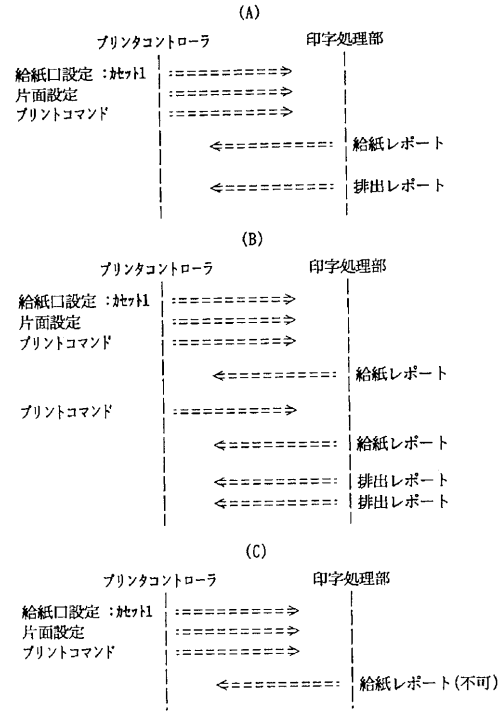 (A)
プリンタコントローラ 印字処理部
給紙口設定：カセット1
片面設定
プリントコマンド
給紙レポート
排出レポート
(B)
プリンタコントローラ 印字処理部
給紙口設定：カセット1
片面設定
プリントコマンド
給紙レポート
プリントコマンド
給紙レポート
排出レポート
排出レポート
(C)
プリンタコントローラ 印字処理部
給紙口設定：カセット1
片面設定
プリントコマンド
給紙レポート(不可)